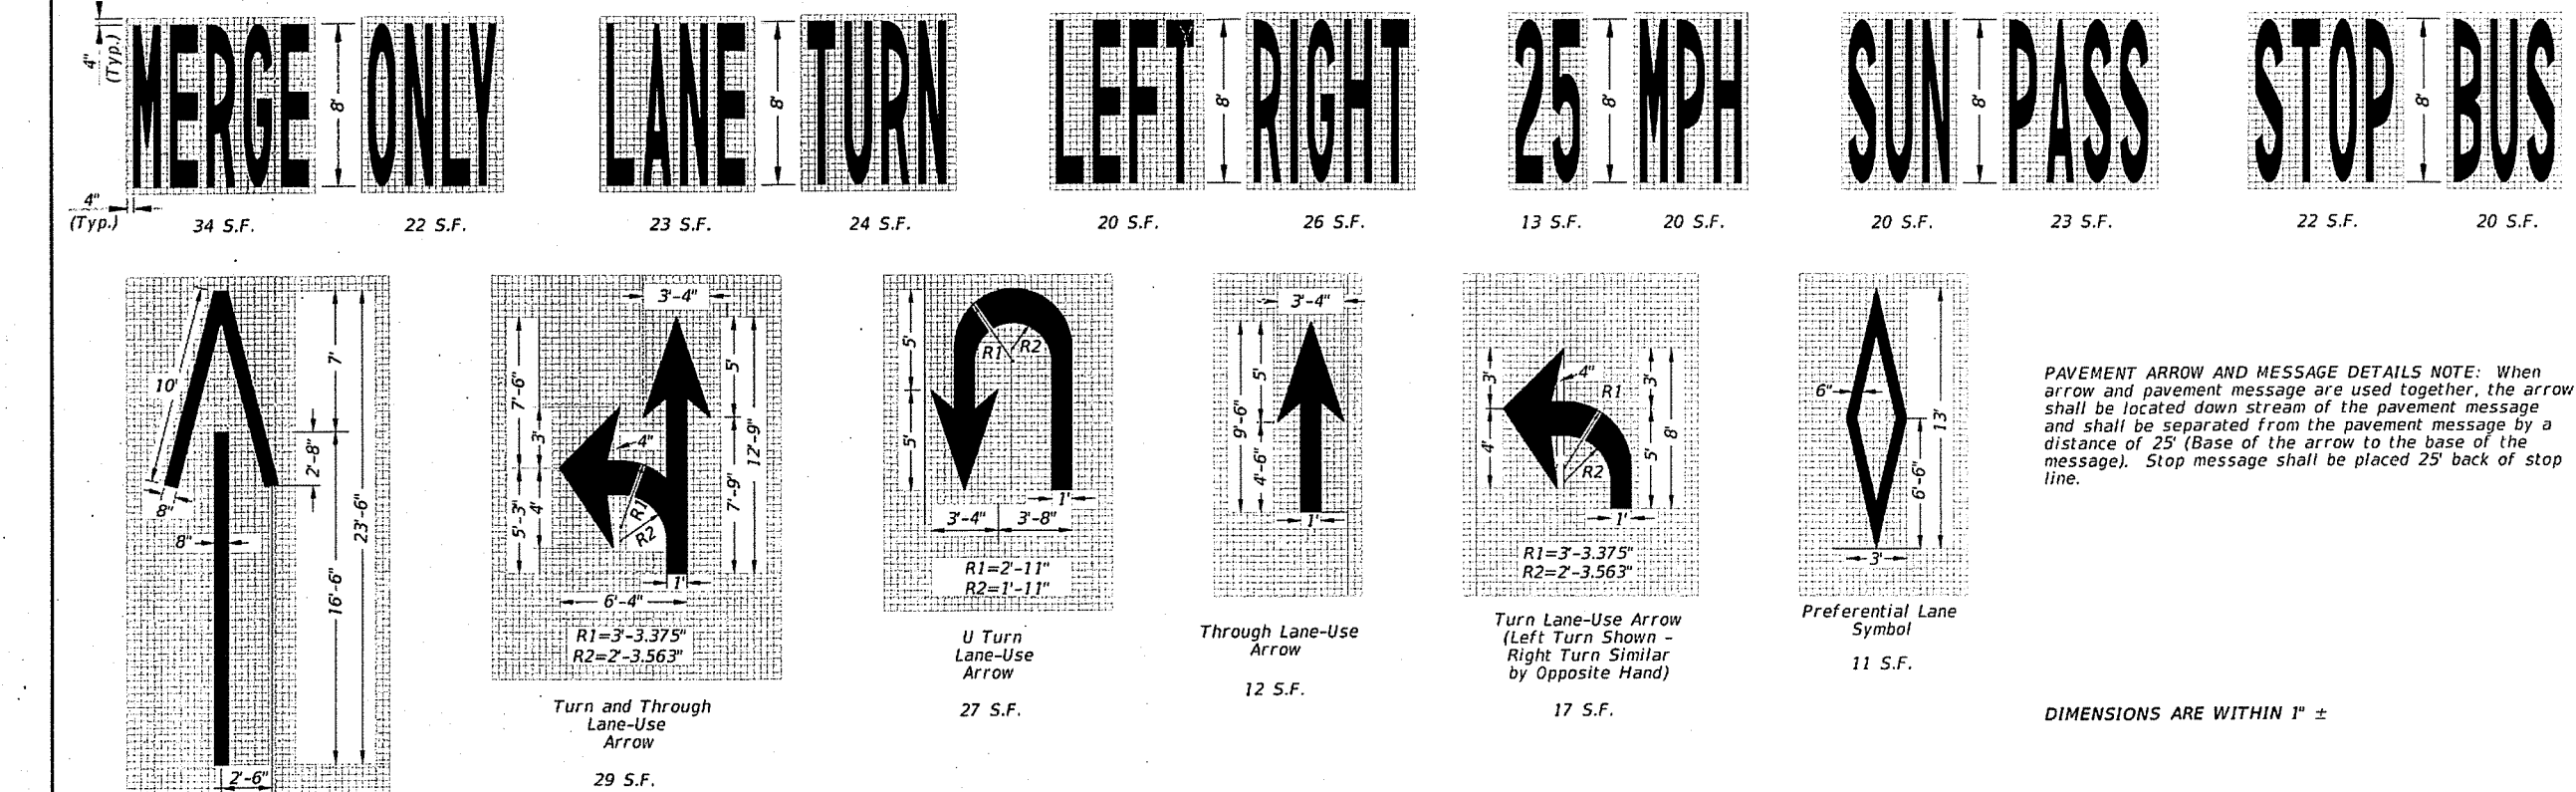 MERGE ONLY LANE TURN LEFT RIGHT 25 MPH SUN PASS STOP BUS
4" (Typ.) 8' 8' 8' 8' 8' 8'
4"
(Typ.) 34 S.F. 22 S.F. 23 S.F. 24 S.F. 20 S.F. 26 S.F. 13 S.F. 20 S.F. 20 S.F. 23 S.F. 22 S.F. 20 S.F.
10'
7'
2'-8"
8"
8"
23'-6"
16'-6"
2'-6"
3'-4"
7'-6"
5'
3'
4"
12'-9"
5'-3"
4'
7'-9"
R1
R2
1'
6'-4"
R1=3'-3.375"
R2=2'-3.563"
Turn and Through
Lane-Use
Arrow
29 S.F.
5'
R1 R2
5'
1'
3'-4" 3'-8"
R1=2'-11"
R2=1'-11"
U Turn
Lane-Use
Arrow
27 S.F.
3'-4"
5'
9'-6"
4'-6"
1'
Through Lane-Use
Arrow
12 S.F.
3'
4"
R1
3'
8'
4'
R2
5'
1'
R1=3'-3.375"
R2=2'-3.563"
Turn Lane-Use Arrow
(Left Turn Shown -
Right Turn Similar
by Opposite Hand)
17 S.F.
6"
13'
6'-6"
3'
Preferential Lane
Symbol
11 S.F.
PAVEMENT ARROW AND MESSAGE DETAILS NOTE: When
arrow and pavement message are used together, the arrow
shall be located down stream of the pavement message
and shall be separated from the pavement message by a
distance of 25' (Base of the arrow to the base of the
message). Stop message shall be placed 25' back of stop
line.
DIMENSIONS ARE WITHIN 1" ±